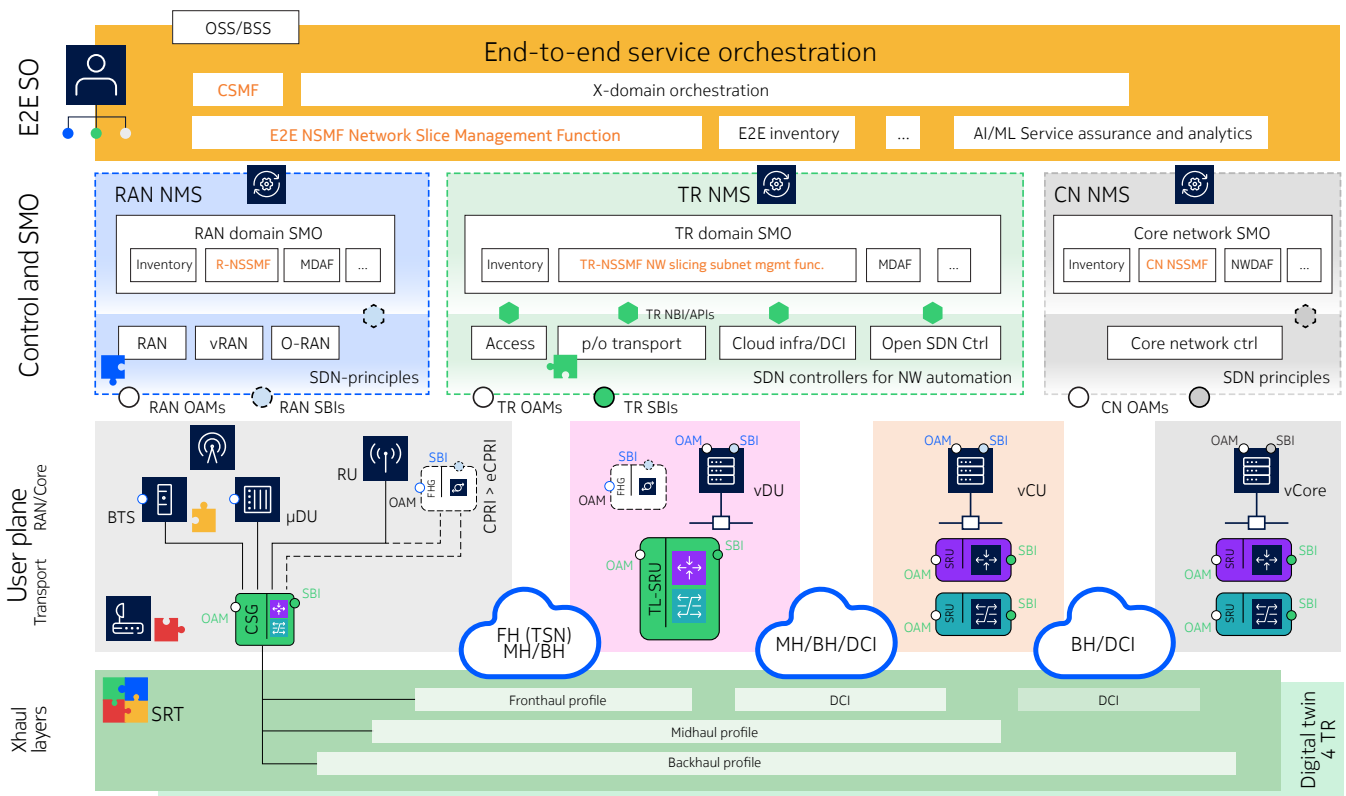 OSS/BSS
End-to-end service orchestration
E2E SO
CSMF
X-domain orchestration
E2E NSMF Network Slice Management Function
E2E inventory
...
AI/ML Service assurance and analytics
Control and SMO
RAN NMS
RAN domain SMO
Inventory
R-NSSMF
MDAF
...
RAN
vRAN
O-RAN
SDN-principles
RAN OAMs
RAN SBIs
TR NMS
TR domain SMO
Inventory
TR-NSSMF NW slicing subnet mgmt func.
MDAF
...
TR NBI/APIs
Access
p/o transport
Cloud infra/DCI
Open SDN Ctrl
SDN controllers for NW automation
TR OAMs
TR SBIs
CN NMS
Core network SMO
Inventory
CN NSSMF
NWDAF
...
Core network ctrl
SDN principles
CN OAMs
User plane
Transport
RAN/Core
BTS
µDU
RU
SBI
FHG
OAM
CPRI > eCPRI
OAM
CSG
SBI
FH (TSN)
MH/BH
SBI
FHG
OAM
OAM
SBI
vDU
OAM
TL-SRU
SBI
MH/BH/DCI
OAM
SBI
vCU
SRU
SBI
OAM
SRU
SBI
OAM
BH/DCI
OAM
SBI
vCore
SRU
SBI
OAM
SRU
SBI
OAM
Xhaul
layers
SRT
Fronthaul profile
DCI
DCI
Midhaul profile
Backhaul profile
Digital twin
4 TR